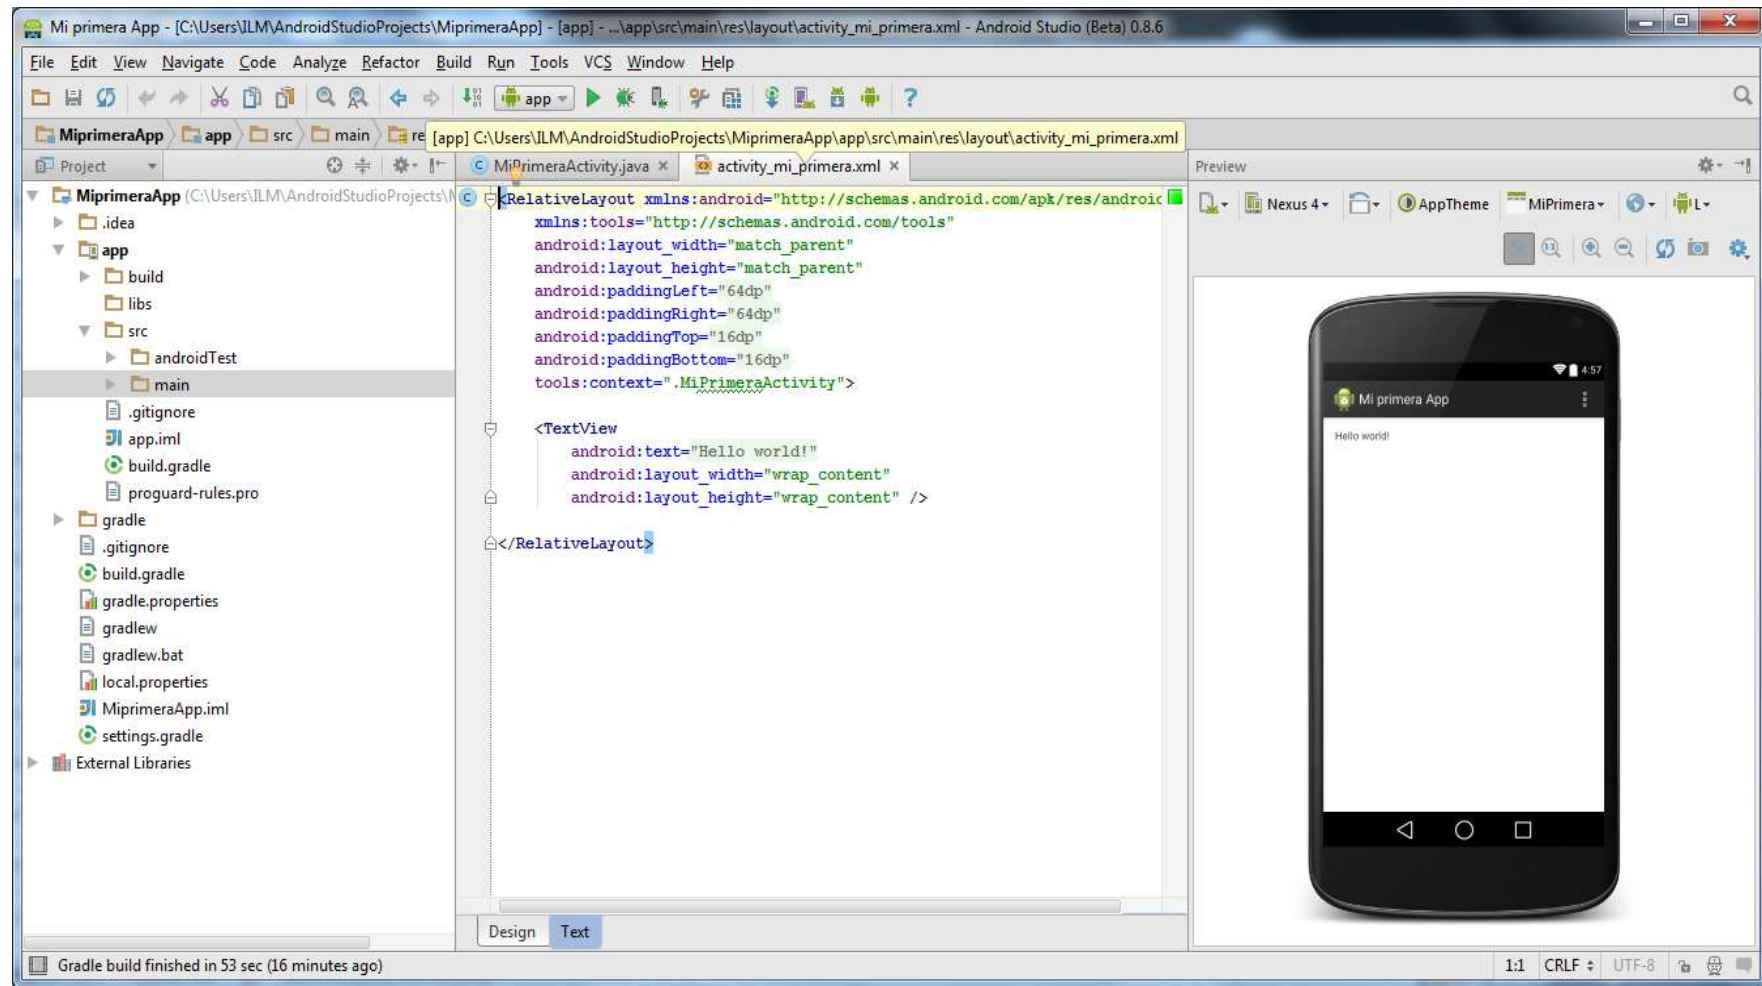 Mi primera App - [C:\Users\ILM\AndroidStudioProjects\MiprimeraApp] - [app] - ...\app\src\main\res\layout\activity_mi_primera.xml - Android Studio (Beta) 0.8.6
File Edit View Navigate Code Analyze Refactor Build Run Tools VCS Window Help
app
MiprimeraApp app src main re
[app] C:\Users\ILM\AndroidStudioProjects\MiprimeraApp\app\src\main\res\layout\activity_mi_primera.xml
Project
MiPrimeraActivity.java
activity_mi_primera.xml
Preview
MiprimeraApp (C:\Users\ILM\AndroidStudioProjects\M
.idea
app
build
libs
src
androidTest
main
.gitignore
app.iml
build.gradle
proguard-rules.pro
gradle
.gitignore
build.gradle
gradle.properties
gradlew
gradlew.bat
local.properties
MiprimeraApp.iml
settings.gradle
External Libraries
<RelativeLayout xmlns:android="http://schemas.android.com/apk/res/android
xmlns:tools="http://schemas.android.com/tools"
android:layout_width="match_parent"
android:layout_height="match_parent"
android:paddingLeft="64dp"
android:paddingRight="64dp"
android:paddingTop="16dp"
android:paddingBottom="16dp"
tools:context=".MiPrimeraActivity">
<TextView
android:text="Hello world!"
android:layout_width="wrap_content"
android:layout_height="wrap_content" />
</RelativeLayout>
Design Text
Nexus 4 AppTheme MiPrimera L
4:57
Mi primera App
Hello world!
Gradle build finished in 53 sec (16 minutes ago)
1:1 CRLF UTF-8